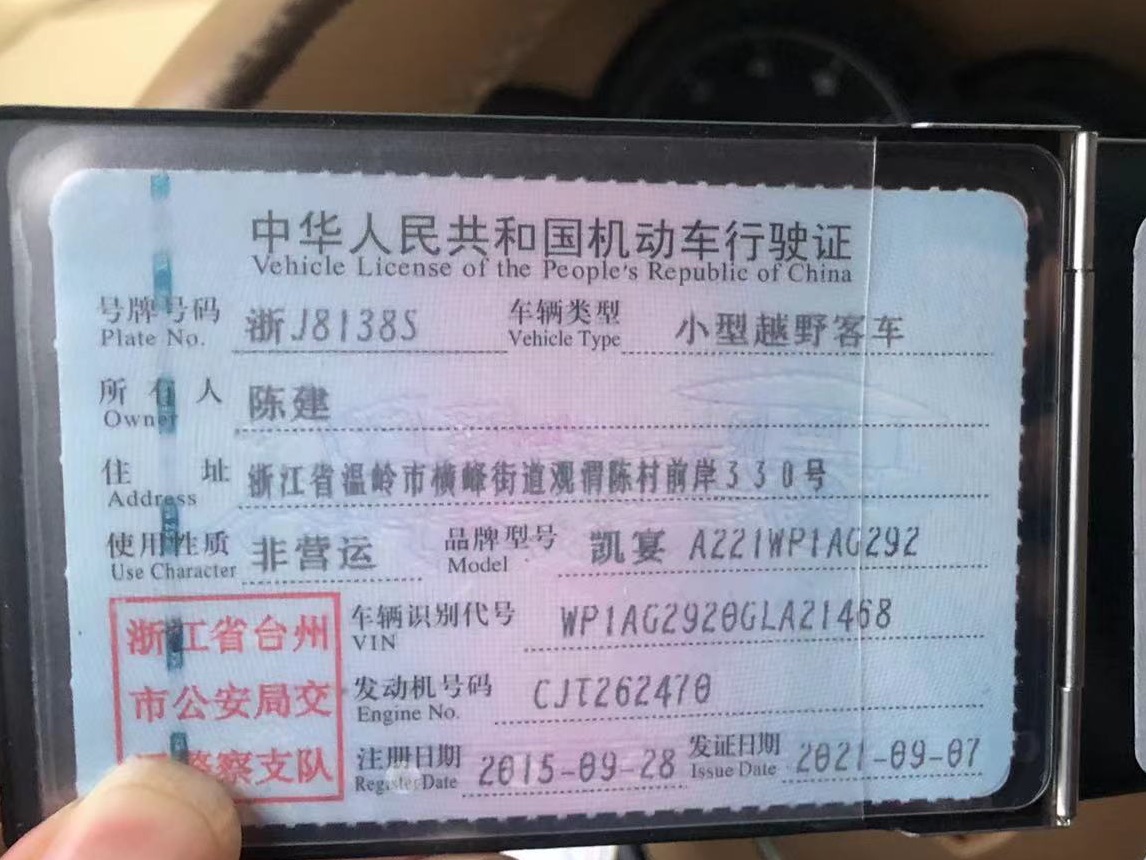 中华人民共和国机动车行驶证
Vehicle License of the People's Republic of China
号牌号码 浙J8138S 车辆类型 小型越野客车
Plate No. Vehicle Type
所有人 陈建
Owner
住址 浙江省温岭市横峰街道观渭陈村前岸330号
Address
使用性质 非营运 品牌型号 凯宴 A221WP1AG292
Use Character Model
浙江省台州 车辆识别代号 WP1AG2920GLA21468
VIN
市公安局交 发动机号码 CJT262470
Engine No.
警察支队 注册日期 2015-09-28 发证日期 2021-09-07
Register Date Issue Date